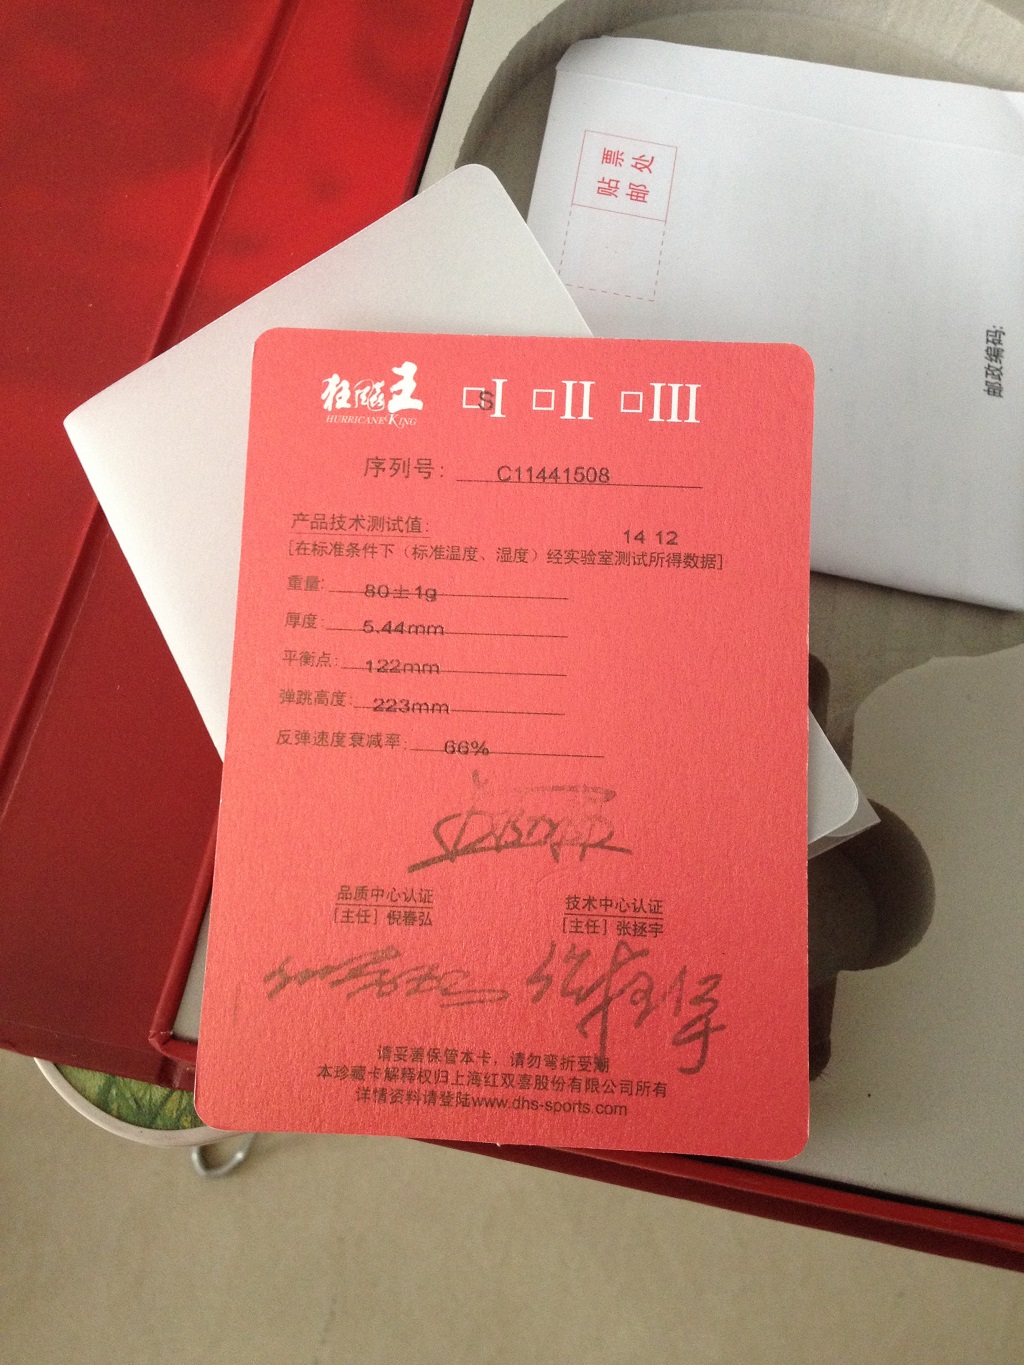 贴票
邮处
邮政编码:
狂飚王 □SI □II □III
HURRICANE KING
序列号: C11441508
产品技术测试值: 14 12
[在标准条件下（标准温度、湿度）经实验室测试所得数据]
重量: 80±1g
厚度: 5.44mm
平衡点: 122mm
弹跳高度: 223mm
反弹速度衰减率: 66%
品质中心认证 技术中心认证
[主任] 倪春弘 [主任] 张拯宇
请妥善保管本卡，请勿弯折受潮
本珍藏卡解释权归上海红双喜股份有限公司所有
详情资料请登陆www.dhs-sports.com